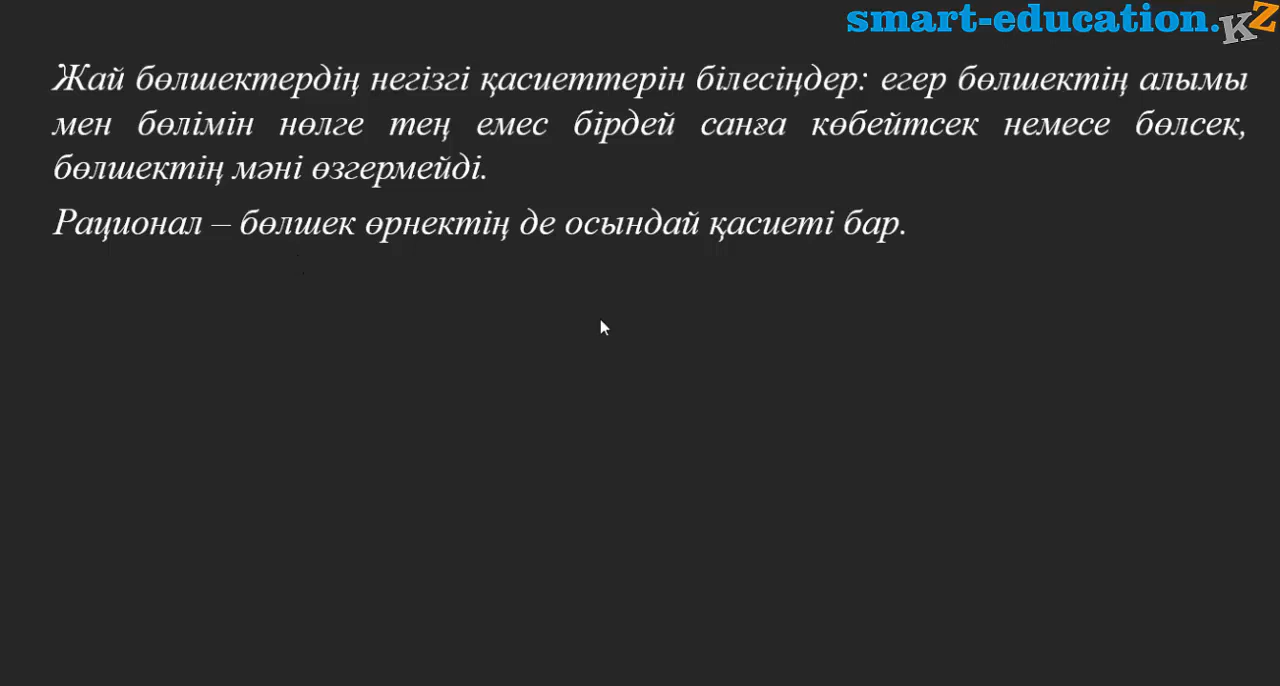 smart-education.KZ
Жай бөлшектердің негізгі қасиеттерін білесіңдер: егер бөлшектің алымы
мен бөлімін нөлге тең емес бірдей санға көбейтсек немесе бөлсек,
бөлшектің мәні өзгермейді.
Рационал – бөлшек өрнектің де осындай қасиеті бар.